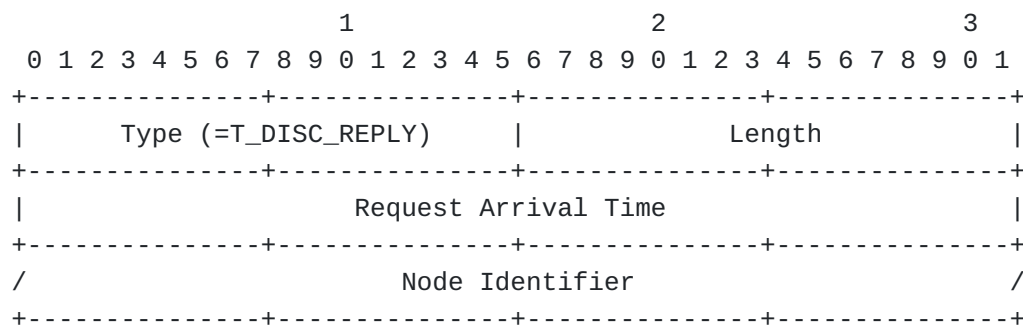 1                   2                   3
 0 1 2 3 4 5 6 7 8 9 0 1 2 3 4 5 6 7 8 9 0 1 2 3 4 5 6 7 8 9 0 1
+---------------+---------------+---------------+---------------+
|      Type (=T_DISC_REPLY)     |             Length            |
+---------------+---------------+---------------+---------------+
|                     Request Arrival Time                      |
+---------------+---------------+---------------+---------------+
/                        Node Identifier                        /
+---------------+---------------+---------------+---------------+